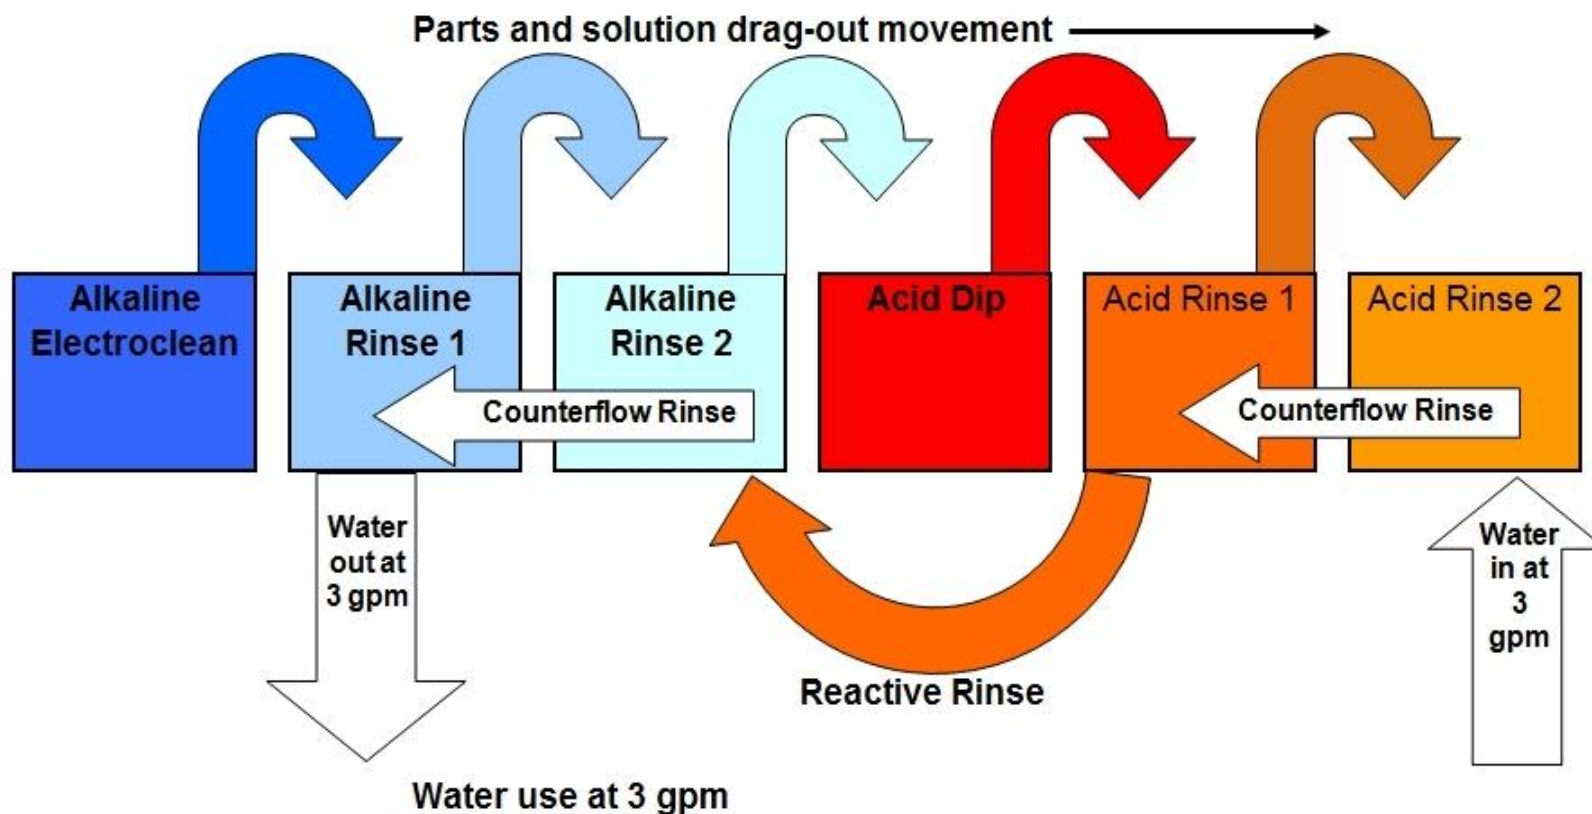 Parts and solution drag-out movement
Alkaline
Electroclean
Alkaline
Rinse 1
Alkaline
Rinse 2
Acid Dip
Acid Rinse 1
Acid Rinse 2
Counterflow Rinse
Counterflow Rinse
Water
out at
3 gpm
Water
in at
3
gpm
Reactive Rinse
Water use at 3 gpm